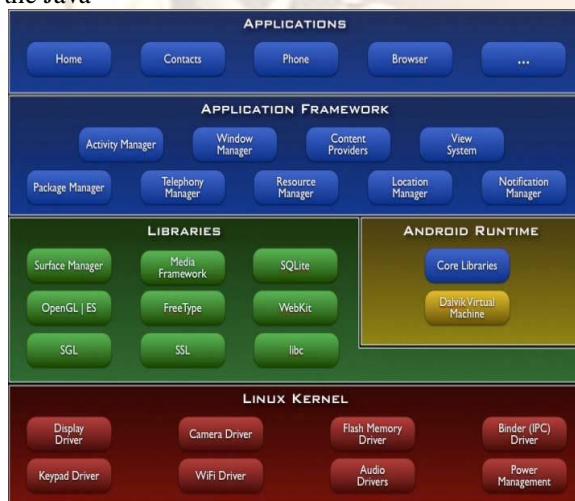 the Java
APPLICATIONS
Home Contacts Phone Browser ...
APPLICATION FRAMEWORK
Activity Manager Window Manager Content Providers View System
Package Manager Telephony Manager Resource Manager Location Manager Notification Manager
LIBRARIES
Surface Manager Media Framework SQLite
OpenGL | ES FreeType WebKit
SGL SSL libc
ANDROID RUNTIME
Core Libraries
Dalvik Virtual Machine
LINUX KERNEL
Display Driver Camera Driver Flash Memory Driver Binder (IPC) Driver
Keypad Driver WiFi Driver Audio Drivers Power Management